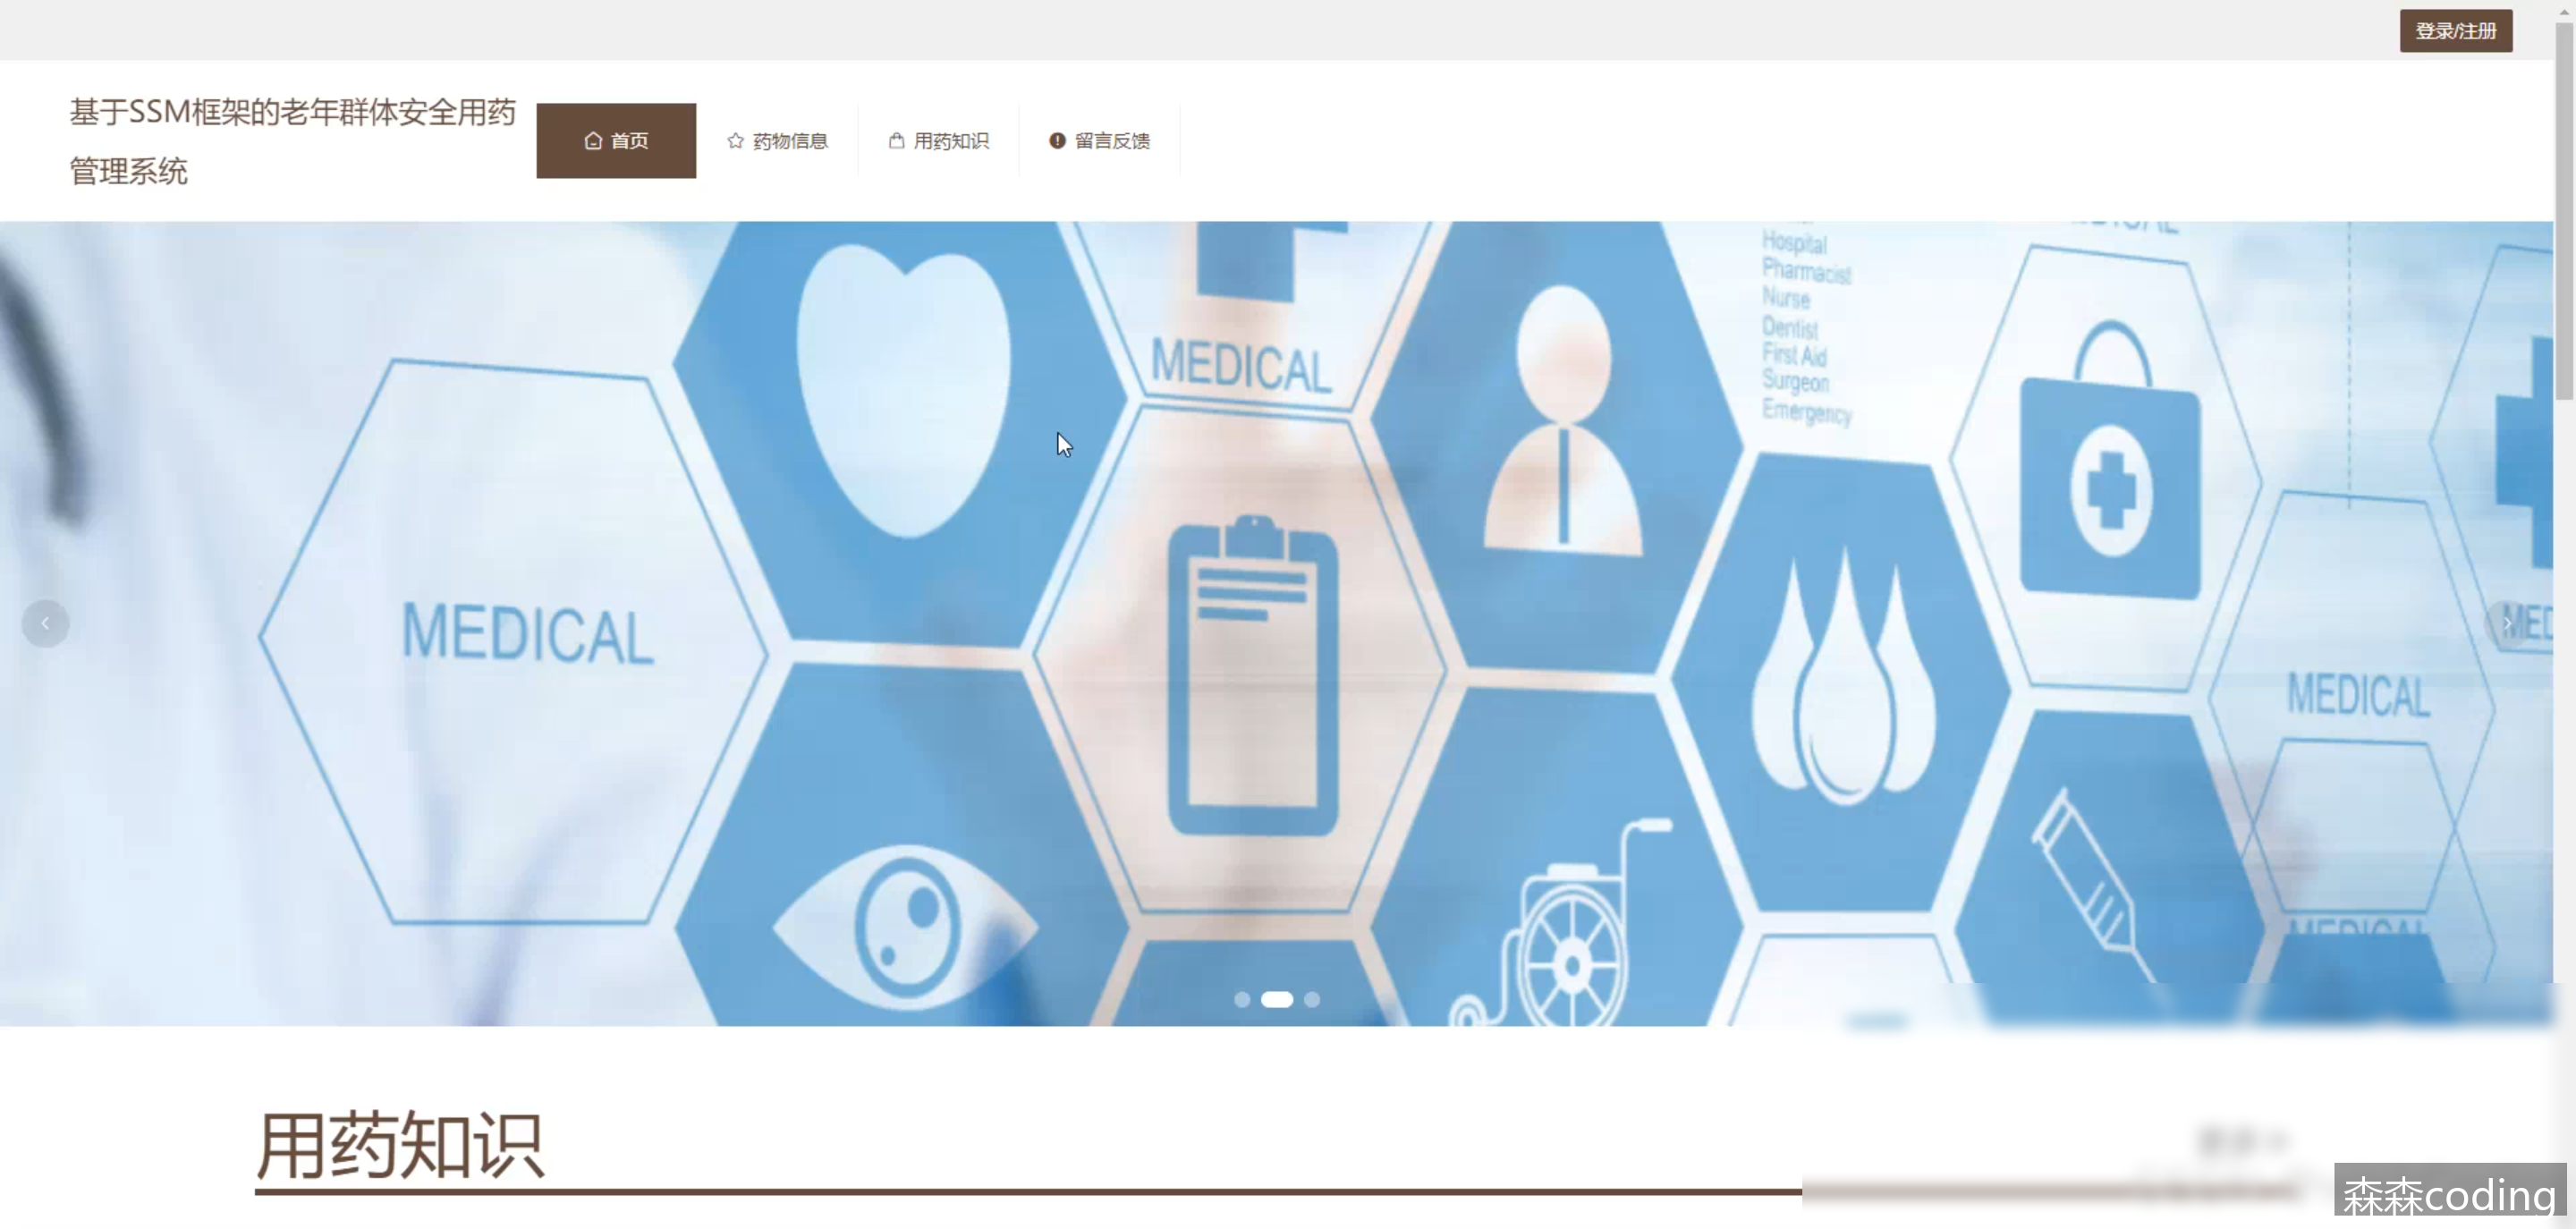 登录/注册
基于SSM框架的老年群体安全用药
管理系统
首页
药物信息
用药知识
留言反馈
Hospital
Pharmacist
Nurse
Dentist
First Aid
Surgeon
Emergency
MEDICAL
MEDICAL
MEDICAL
MEDICAL
用药知识
森森coding